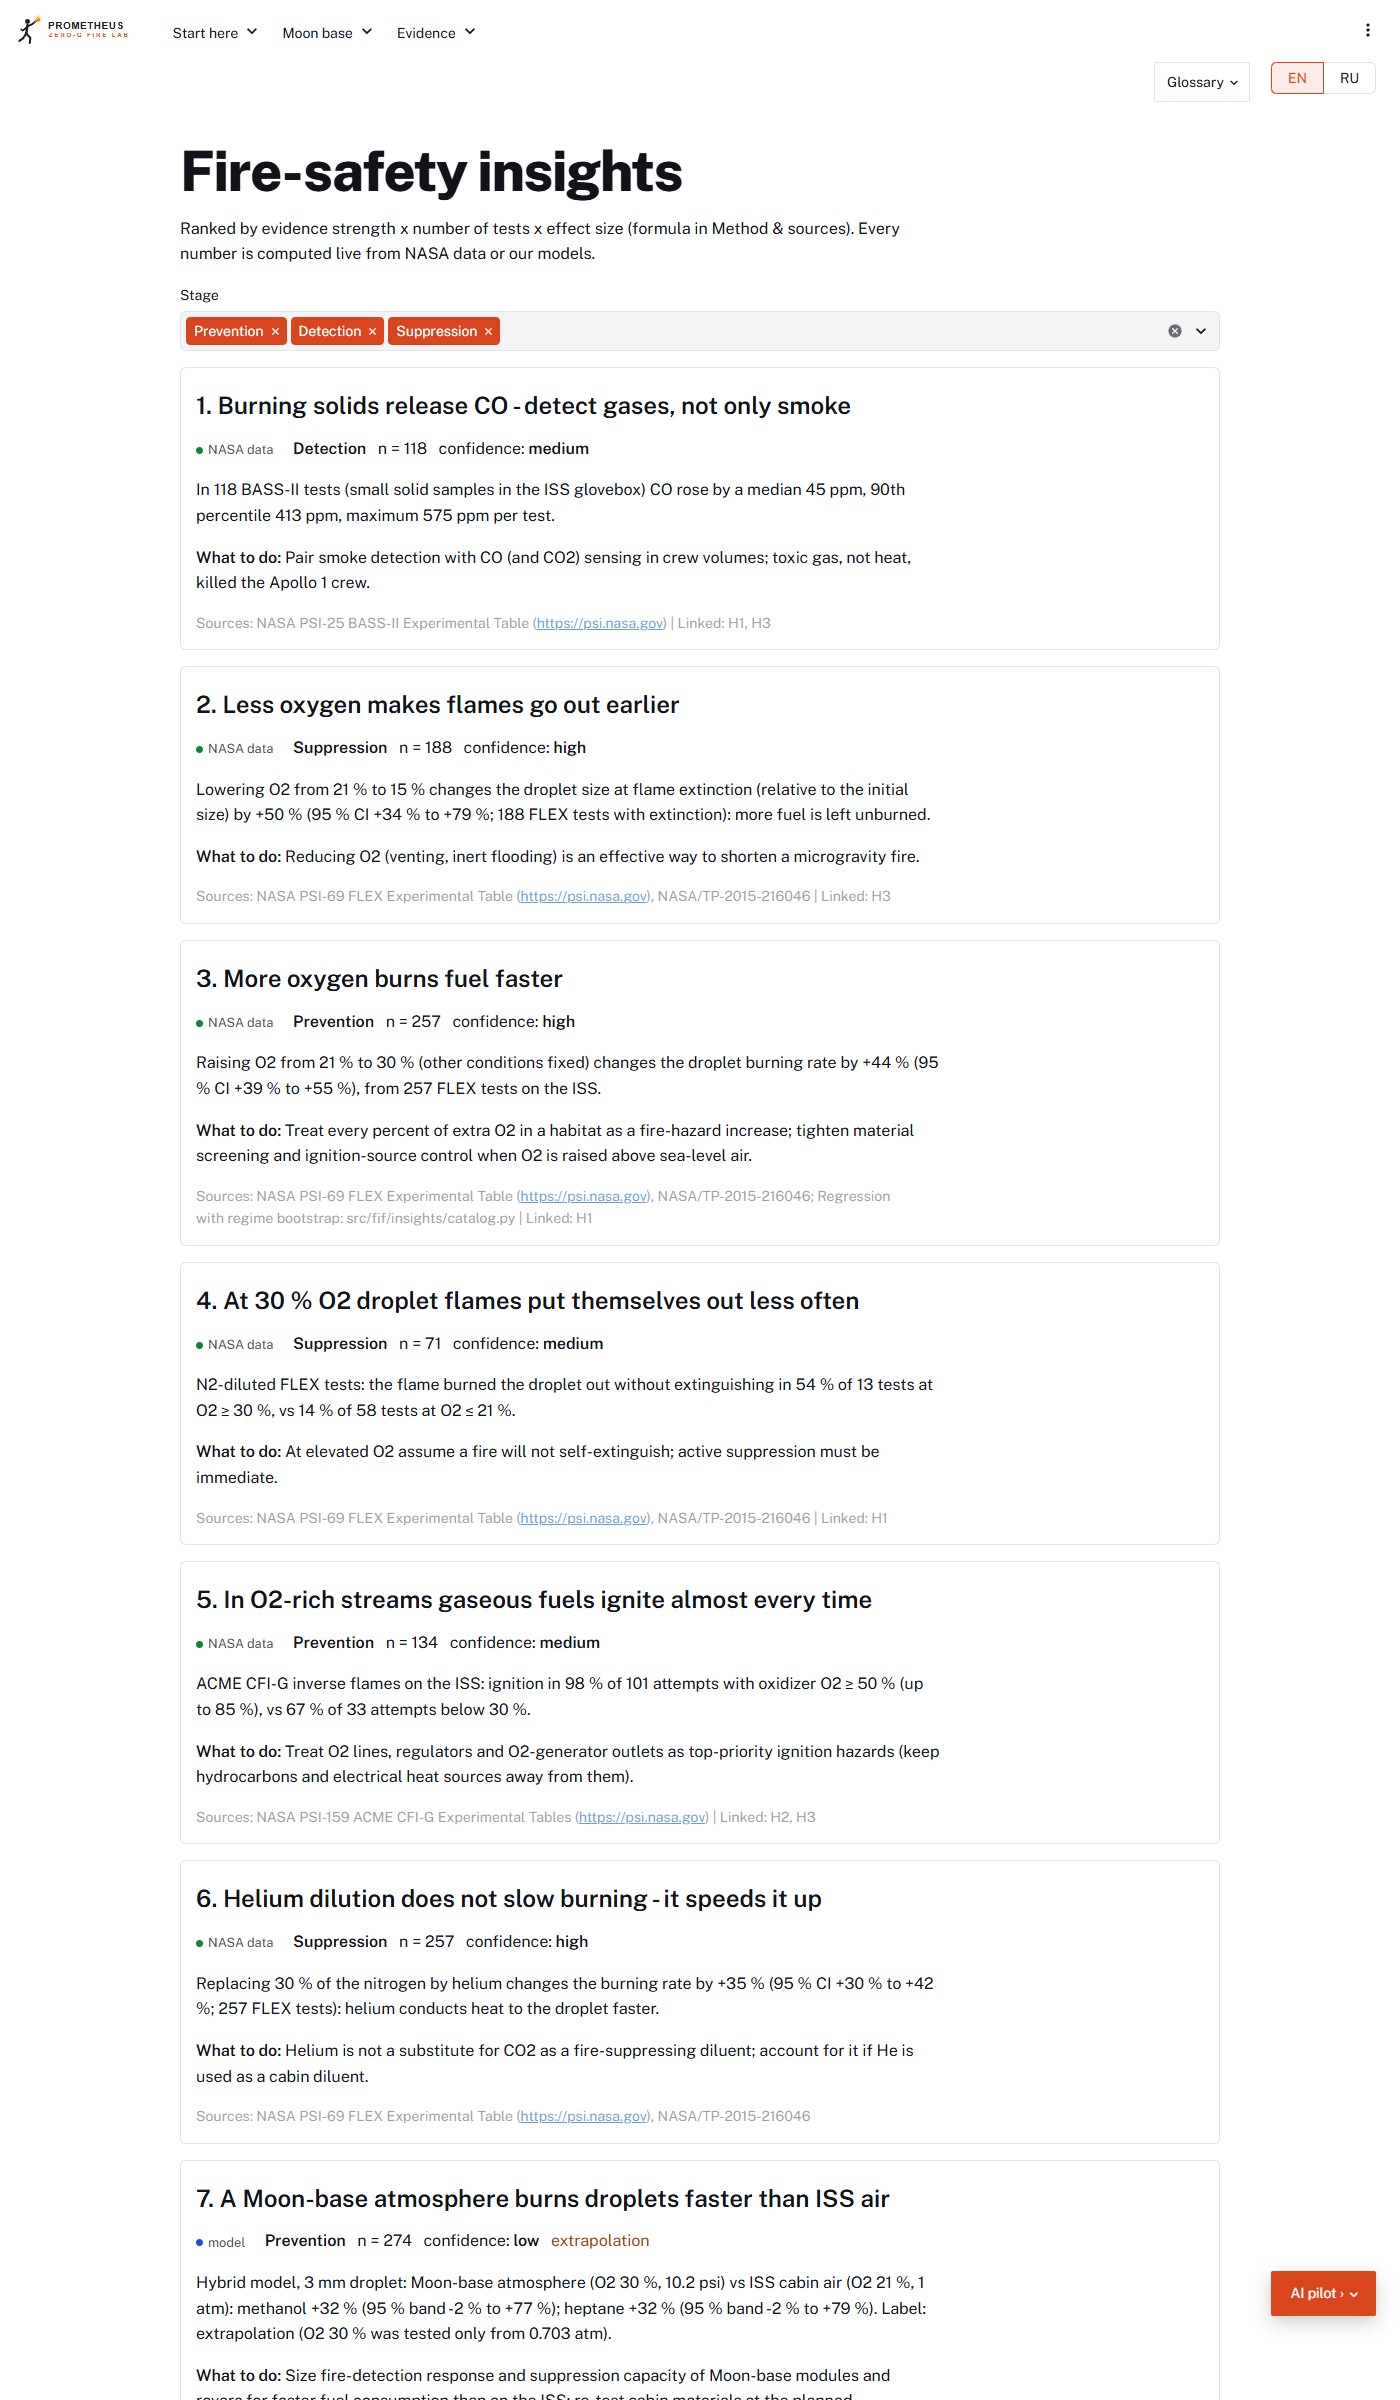 PROMETHEUS
ZERO-G FIRE LAB
Start here
Moon base
Evidence
Glossary
EN
RU
Fire-safety insights
Ranked by evidence strength x number of tests x effect size (formula in Method & sources). Every
number is computed live from NASA data or our models.
Stage
Prevention ×
Detection ×
Suppression ×
1. Burning solids release CO - detect gases, not only smoke
NASA data Detection n = 118 confidence: medium
In 118 BASS-II tests (small solid samples in the ISS glovebox) CO rose by a median 45 ppm, 90th
percentile 413 ppm, maximum 575 ppm per test.
What to do: Pair smoke detection with CO (and CO2) sensing in crew volumes; toxic gas, not heat,
killed the Apollo 1 crew.
Sources: NASA PSI-25 BASS-II Experimental Table (https://psi.nasa.gov) | Linked: H1, H3
2. Less oxygen makes flames go out earlier
NASA data Suppression n = 188 confidence: high
Lowering O2 from 21 % to 15 % changes the droplet size at flame extinction (relative to the initial
size) by +50 % (95 % CI +34 % to +79 %; 188 FLEX tests with extinction): more fuel is left unburned.
What to do: Reducing O2 (venting, inert flooding) is an effective way to shorten a microgravity fire.
Sources: NASA PSI-69 FLEX Experimental Table (https://psi.nasa.gov), NASA/TP-2015-216046 | Linked: H3
3. More oxygen burns fuel faster
NASA data Prevention n = 257 confidence: high
Raising O2 from 21 % to 30 % (other conditions fixed) changes the droplet burning rate by +44 % (95
% CI +39 % to +55 %), from 257 FLEX tests on the ISS.
What to do: Treat every percent of extra O2 in a habitat as a fire-hazard increase; tighten material
screening and ignition-source control when O2 is raised above sea-level air.
Sources: NASA PSI-69 FLEX Experimental Table (https://psi.nasa.gov), NASA/TP-2015-216046; Regression
with regime bootstrap: src/fif/insights/catalog.py | Linked: H1
4. At 30 % O2 droplet flames put themselves out less often
NASA data Suppression n = 71 confidence: medium
N2-diluted FLEX tests: the flame burned the droplet out without extinguishing in 54 % of 13 tests at
O2 ≥ 30 %, vs 14 % of 58 tests at O2 ≤ 21 %.
What to do: At elevated O2 assume a fire will not self-extinguish; active suppression must be
immediate.
Sources: NASA PSI-69 FLEX Experimental Table (https://psi.nasa.gov), NASA/TP-2015-216046 | Linked: H1
5. In O2-rich streams gaseous fuels ignite almost every time
NASA data Prevention n = 134 confidence: medium
ACME CFI-G inverse flames on the ISS: ignition in 98 % of 101 attempts with oxidizer O2 ≥ 50 % (up
to 85 %), vs 67 % of 33 attempts below 30 %.
What to do: Treat O2 lines, regulators and O2-generator outlets as top-priority ignition hazards (keep
hydrocarbons and electrical heat sources away from them).
Sources: NASA PSI-159 ACME CFI-G Experimental Tables (https://psi.nasa.gov) | Linked: H2, H3
6. Helium dilution does not slow burning - it speeds it up
NASA data Suppression n = 257 confidence: high
Replacing 30 % of the nitrogen by helium changes the burning rate by +35 % (95 % CI +30 % to +42
%; 257 FLEX tests): helium conducts heat to the droplet faster.
What to do: Helium is not a substitute for CO2 as a fire-suppressing diluent; account for it if He is
used as a cabin diluent.
Sources: NASA PSI-69 FLEX Experimental Table (https://psi.nasa.gov), NASA/TP-2015-216046
7. A Moon-base atmosphere burns droplets faster than ISS air
model Prevention n = 274 confidence: low extrapolation
Hybrid model, 3 mm droplet: Moon-base atmosphere (O2 30 %, 10.2 psi) vs ISS cabin air (O2 21 %, 1
atm): methanol +32 % (95 % band -2 % to +77 %); heptane +32 % (95 % band -2 % to +79 %). Label:
extrapolation (O2 30 % was tested only from 0.703 atm).
What to do: Size fire-detection response and suppression capacity of Moon-base modules and
rovers for faster fuel consumption than on the ISS; re-test cabin materials at the planned
AI pilot ›